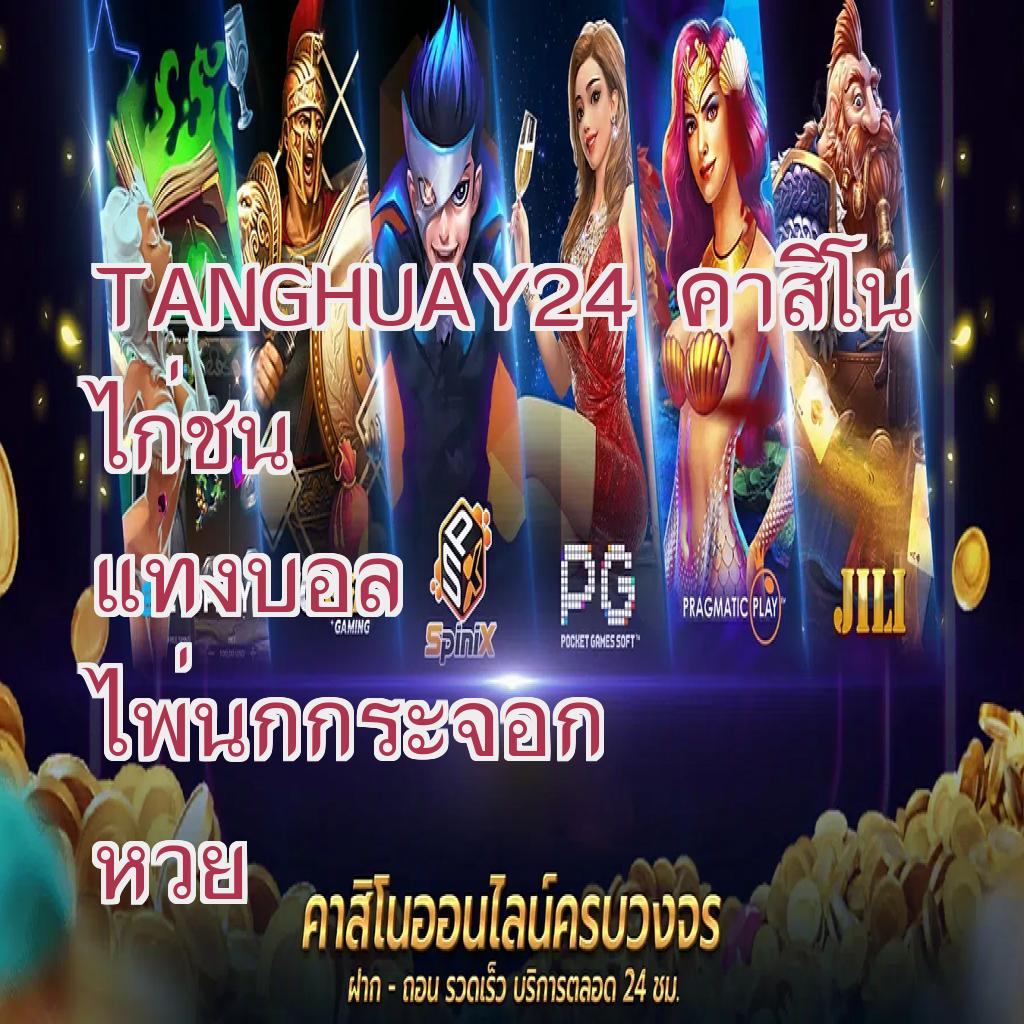 TANGHUAY24 คาสิโน
ไก่ชน
แทงบอล
ไพ่นกกระจอก
หวย
GAMING
SpiniX
PG
POCKET GAMES SOFT™
PRAGMATIC PLAY™
JILI
คาสิโนออนไลน์ครบวงจร
ฝาก - ถอน รวดเร็ว บริการตลอด 24 ชม.